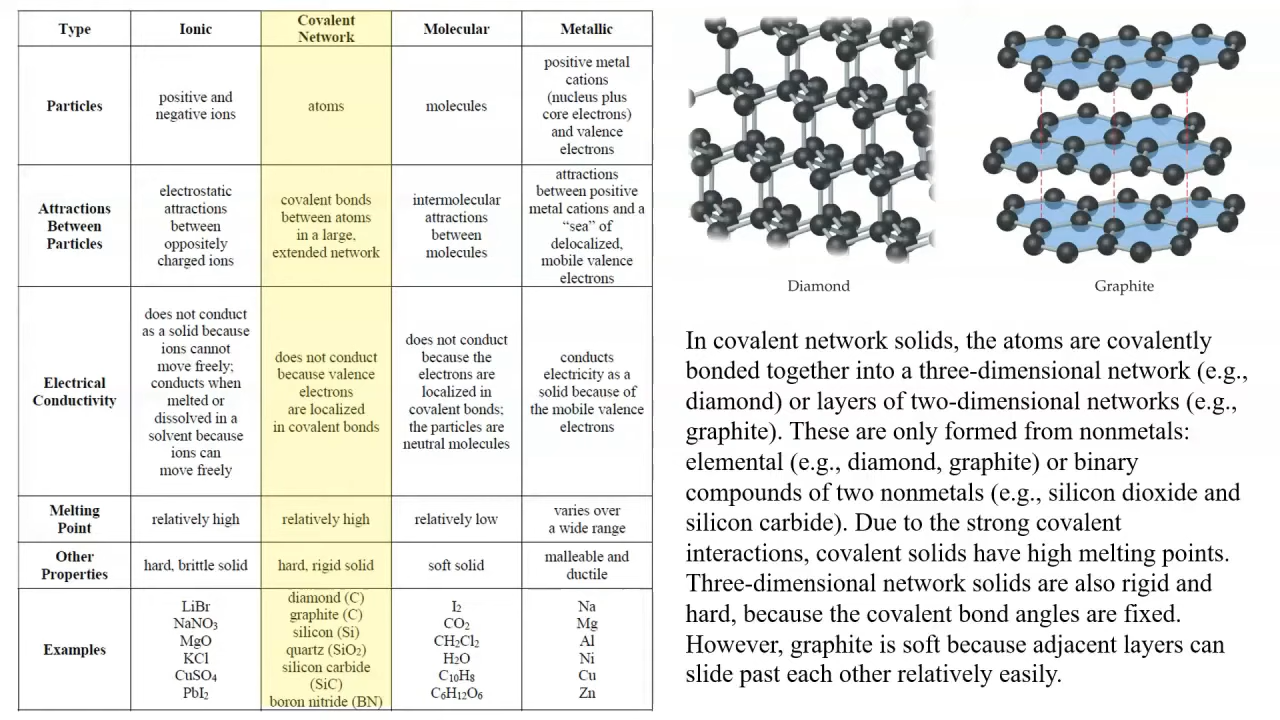 Type
Ionic
Covalent
Network
Molecular
Metallic
Particles
positive and
negative ions
atoms
molecules
positive metal
cations
(nucleus plus
core electrons)
and valence
electrons
Attractions
Between
Particles
electrostatic
attractions
between
oppositely
charged ions
covalent bonds
between atoms
in a large,
extended network
intermolecular
attractions
between
molecules
attractions
between positive
metal cations and a
“sea” of
delocalized,
mobile valence
electrons
Electrical
Conductivity
does not conduct
as a solid because
ions cannot
move freely;
conducts when
melted or
dissolved in a
solvent because
ions can
move freely
does not conduct
because valence
electrons
are localized
in covalent bonds
does not conduct
because the
electrons are
localized in
covalent bonds;
the particles are
neutral molecules
conducts
electricity as a
solid because of
the mobile valence
electrons
Melting
Point
relatively high
relatively high
relatively low
varies over
a wide range
Other
Properties
hard, brittle solid
hard, rigid solid
soft solid
malleable and
ductile
Examples
LiBr
NaNO₃
MgO
KCl
CuSO₄
PbI₂
diamond (C)
graphite (C)
silicon (Si)
quartz (SiO₂)
silicon carbide
(SiC)
boron nitride (BN)
I₂
CO₂
CH₂Cl₂
H₂O
C₁₀H₈
C₆H₁₂O₆
Na
Mg
Al
Ni
Cu
Zn
Diamond
Graphite
In covalent network solids, the atoms are covalently
bonded together into a three-dimensional network (e.g.,
diamond) or layers of two-dimensional networks (e.g.,
graphite). These are only formed from nonmetals:
elemental (e.g., diamond, graphite) or binary
compounds of two nonmetals (e.g., silicon dioxide and
silicon carbide). Due to the strong covalent
interactions, covalent solids have high melting points.
Three-dimensional network solids are also rigid and
hard, because the covalent bond angles are fixed.
However, graphite is soft because adjacent layers can
slide past each other relatively easily.